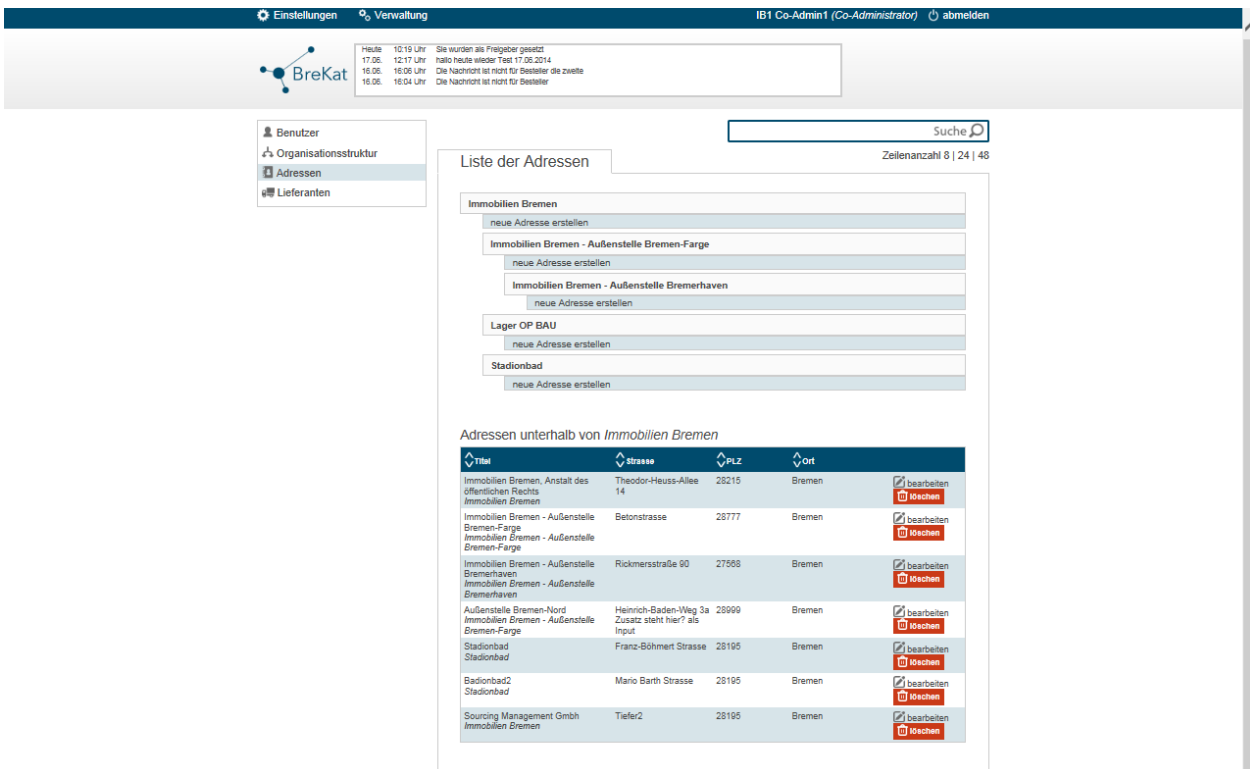 Einstellungen Verwaltung IB1 Co-Admin1 (Co-Administrator) abmelden
BreKat
Heute 10:19 Uhr Sie wurden als Freigeber gesetzt
17.06. 12:17 Uhr hallo heute wieder Test 17.06.2014
16.06. 16:06 Uhr Die Nachricht ist nicht für Besteller die zweite
16.06. 16:04 Uhr Die Nachricht ist nicht für Besteller
Benutzer
Organisationsstruktur
Adressen
Lieferanten
Suche
Zeilenanzahl 8 | 24 | 48
Liste der Adressen
Immobilien Bremen
neue Adresse erstellen
Immobilien Bremen - Außenstelle Bremen-Farge
neue Adresse erstellen
Immobilien Bremen - Außenstelle Bremerhaven
neue Adresse erstellen
Lager OP BAU
neue Adresse erstellen
Stadionbad
neue Adresse erstellen
Adressen unterhalb von Immobilien Bremen
Titel Strasse PLZ Ort
Immobilien Bremen, Anstalt des Theodor-Heuss-Allee 28215 Bremen bearbeiten
öffentlichen Rechts 14 löschen
Immobilien Bremen
Immobilien Bremen - Außenstelle Betonstrasse 28777 Bremen bearbeiten
Bremen-Farge löschen
Immobilien Bremen - Außenstelle
Bremen-Farge
Immobilien Bremen - Außenstelle Rickmersstraße 90 27568 Bremen bearbeiten
Bremerhaven löschen
Immobilien Bremen - Außenstelle
Bremerhaven
Außenstelle Bremen-Nord Heinrich-Baden-Weg 3a 28999 Bremen bearbeiten
Immobilien Bremen - Außenstelle Zusatz steht hier? als löschen
Bremen-Farge Input
Stadionbad Franz-Böhmert Strasse 28195 Bremen bearbeiten
Stadionbad löschen
Badionbad2 Mario Barth Strasse 28195 Bremen bearbeiten
Stadionbad löschen
Sourcing Management Gmbh Tiefer2 28195 Bremen bearbeiten
Immobilien Bremen löschen